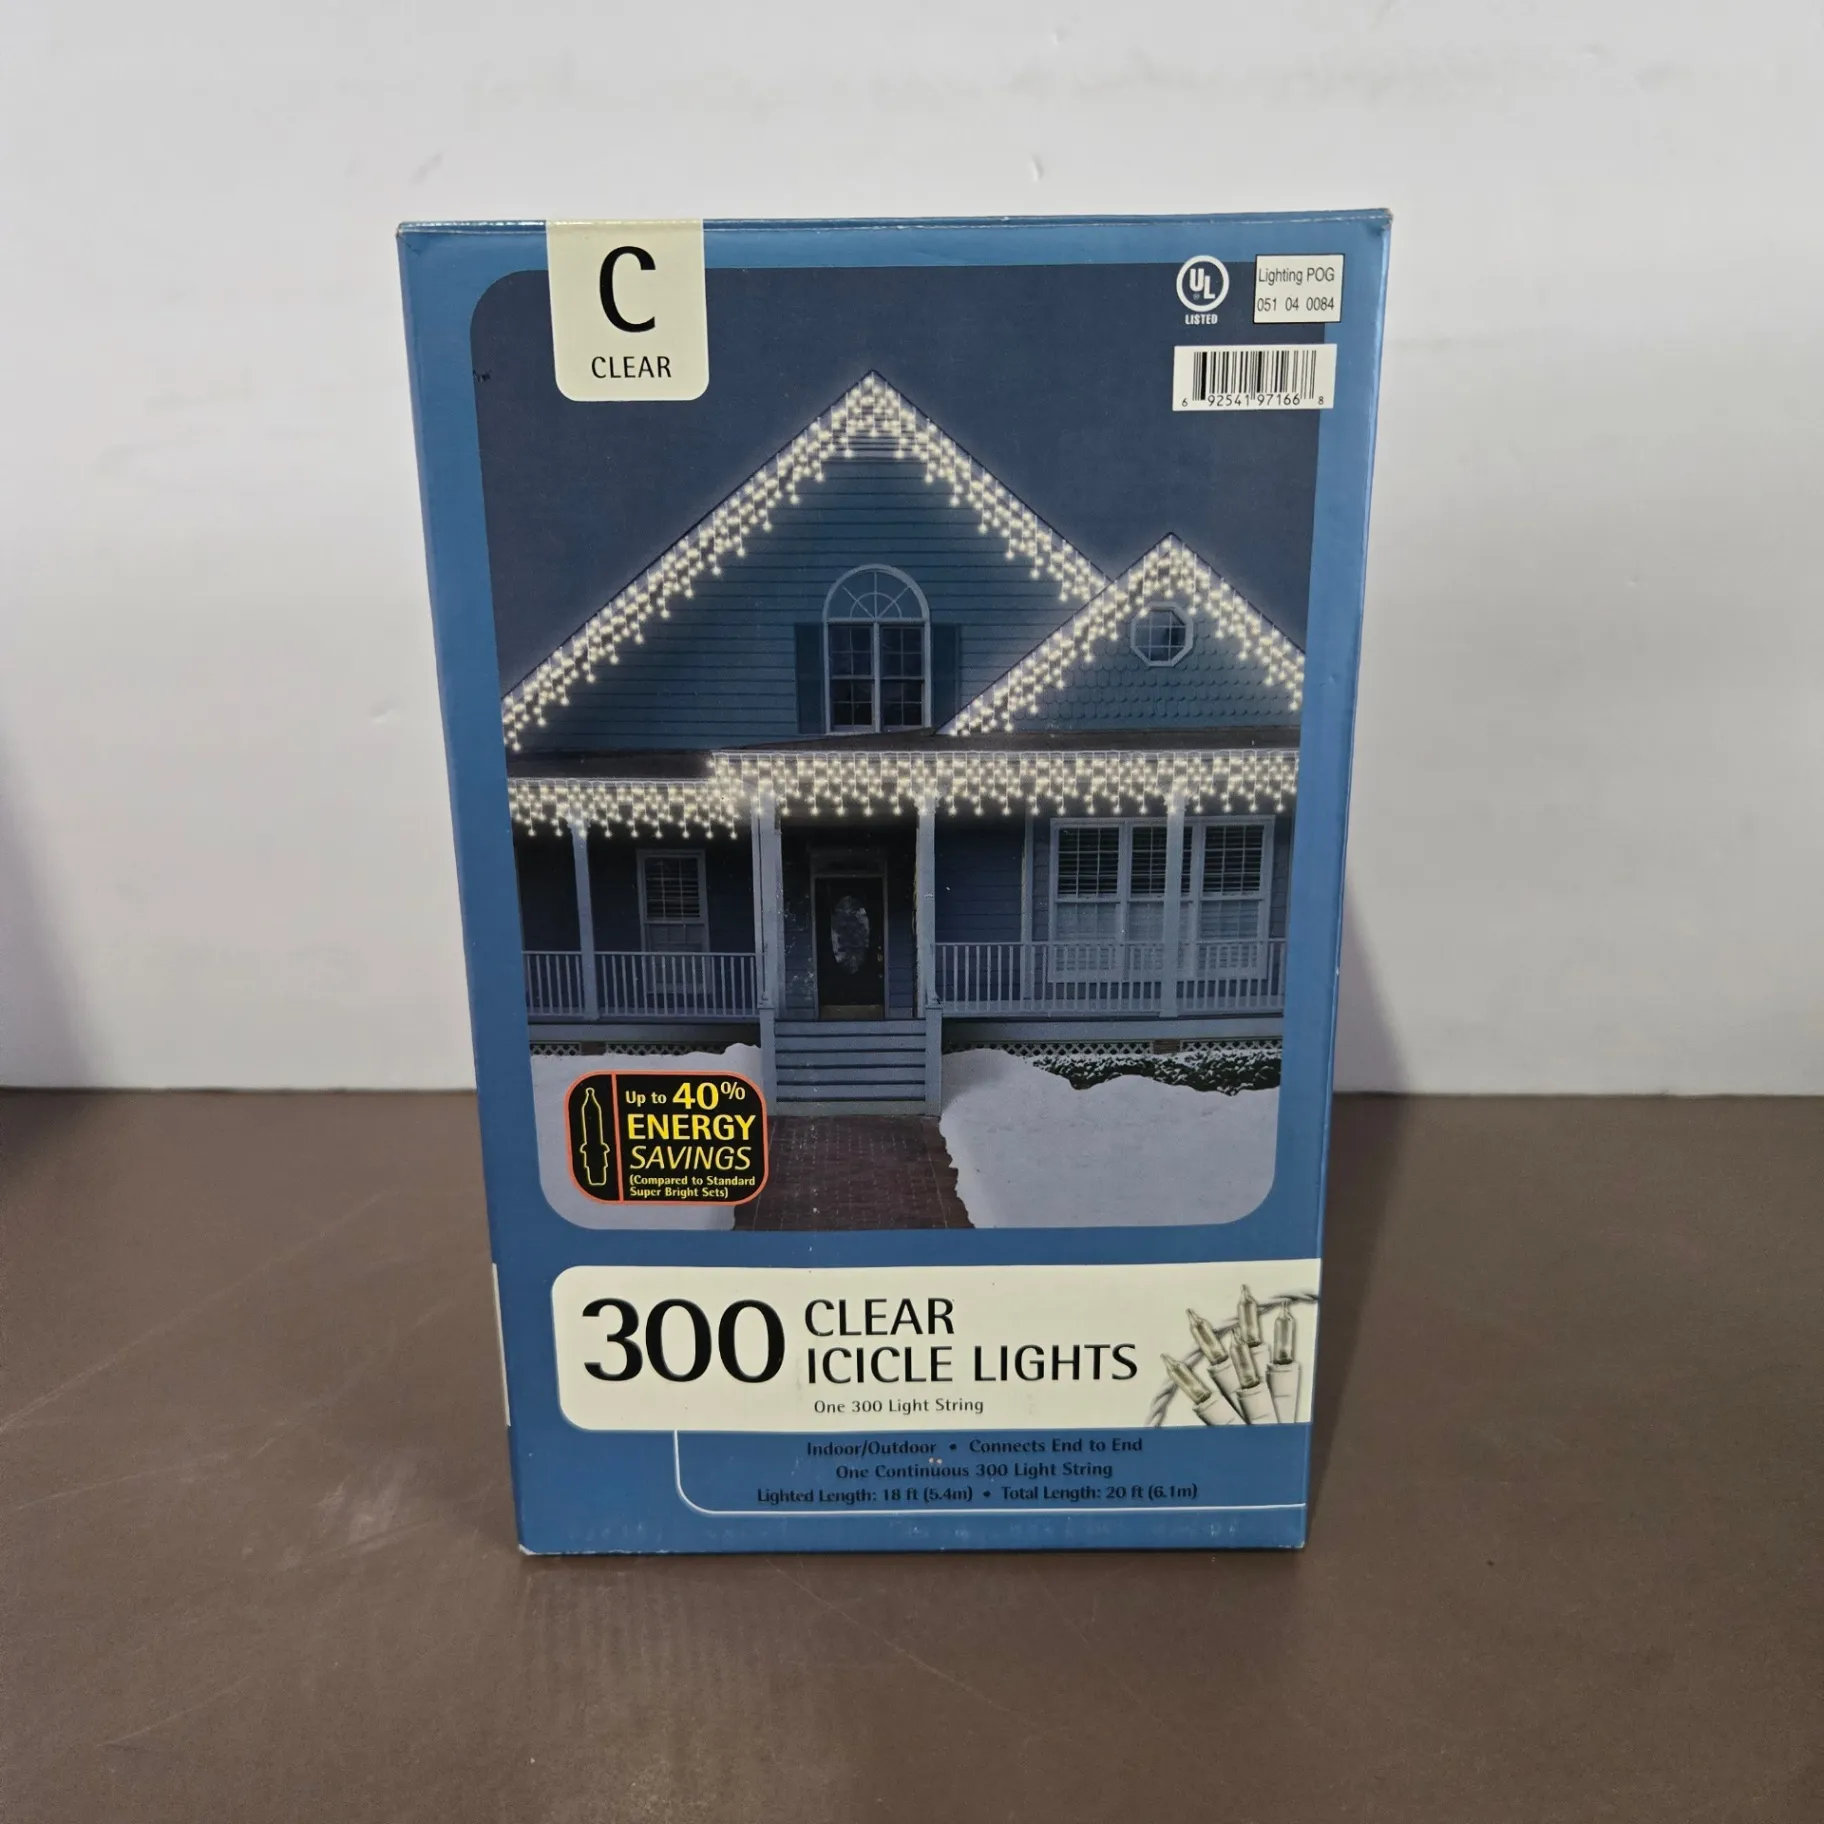 C
CLEAR
UL
LISTED
Lighting POG
051 04 0084
6 92541 97166 8
Up to 40%
ENERGY
SAVINGS
(Compared to Standard
Super Bright Sets)
300 CLEAR
ICICLE LIGHTS
One 300 Light String
Indoor/Outdoor • Connects End to End
One Continuous 300 Light String
Lighted Length: 18 ft (5.4m) • Total Length: 20 ft (6.1m)